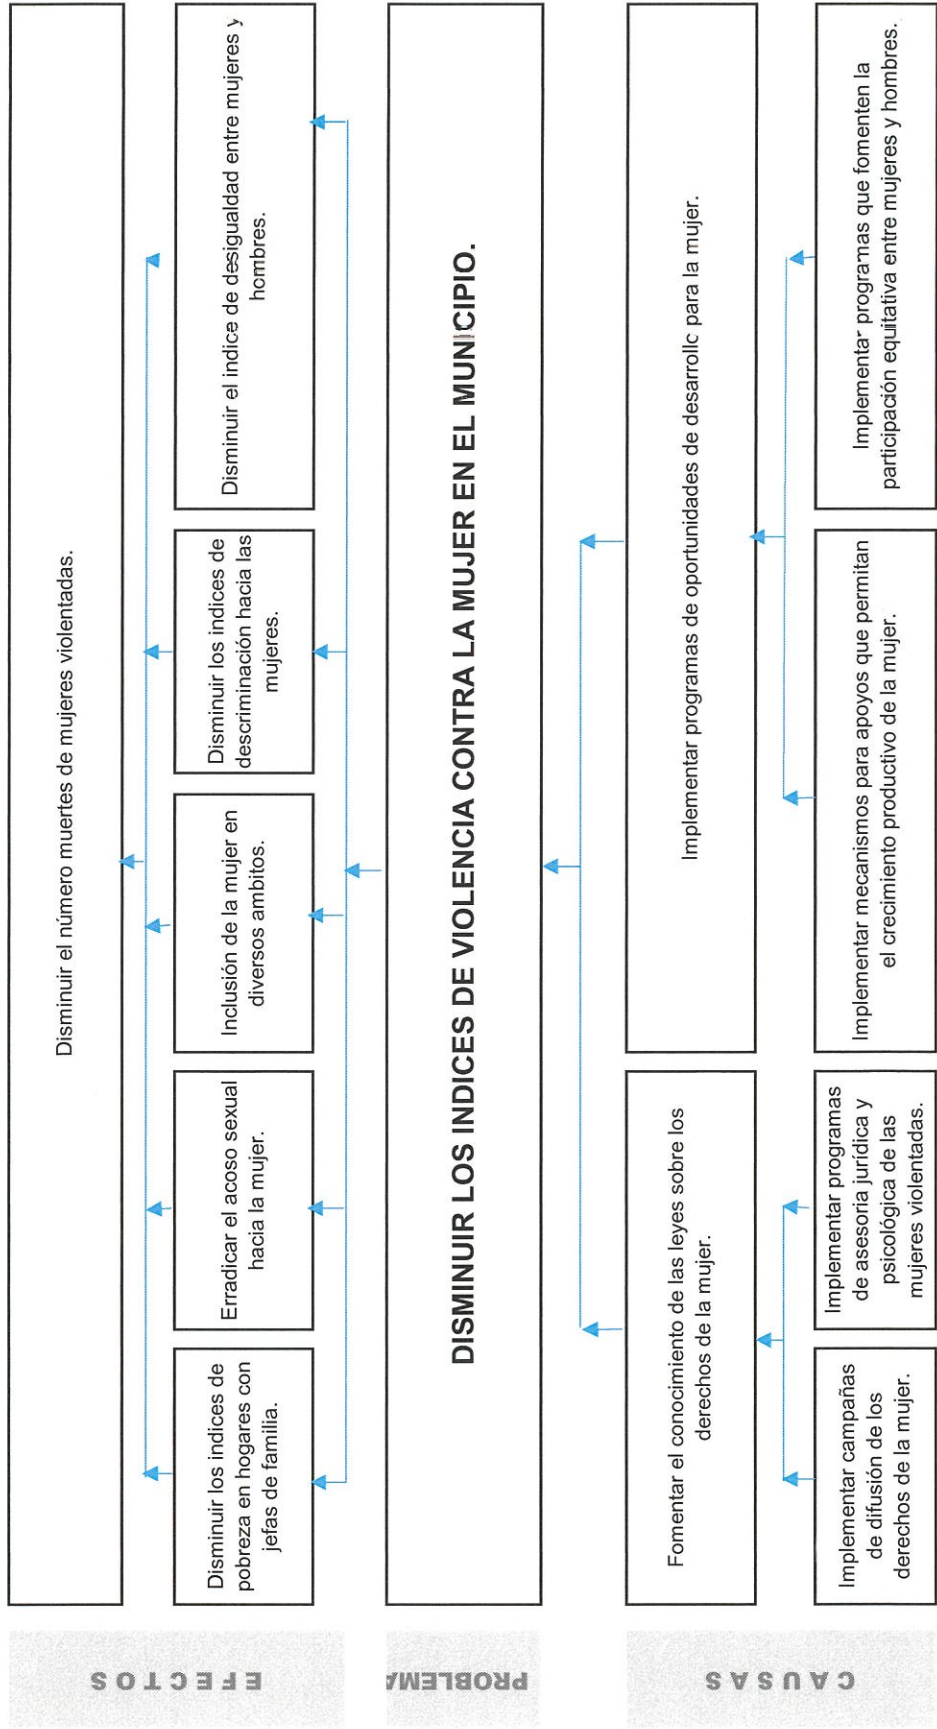 EFECTOS
Disminuir el número muertes de mujeres violentadas.
Disminuir los indices de
pobreza en hogares con
jefas de familia.
Erradicar el acoso sexual
hacia la mujer.
Inclusión de la mujer en
diversos ambitos.
Disminuir los indices de
descriminación hacia las
mujeres.
Disminuir el indice de desigualdad entre mujeres y
hombres.
PROBLEMA
DISMINUIR LOS INDICES DE VIOLENCIA CONTRA LA MUJER EN EL MUNICIPIO.
CAUSAS
Fomentar el conocimiento de las leyes sobre los
derechos de la mujer.
Implementar programas de oportunidades de desarrollo para la mujer.
Implementar campañas
de difusión de los
derechos de la mujer.
Implementar programas
de asesoria jurídica y
psicológica de las
mujeres violentadas.
Implementar mecanismos para apoyos que permitan
el crecimiento productivo de la mujer.
Implementar programas que fomenten la
participación equitativa entre mujeres y hombres.